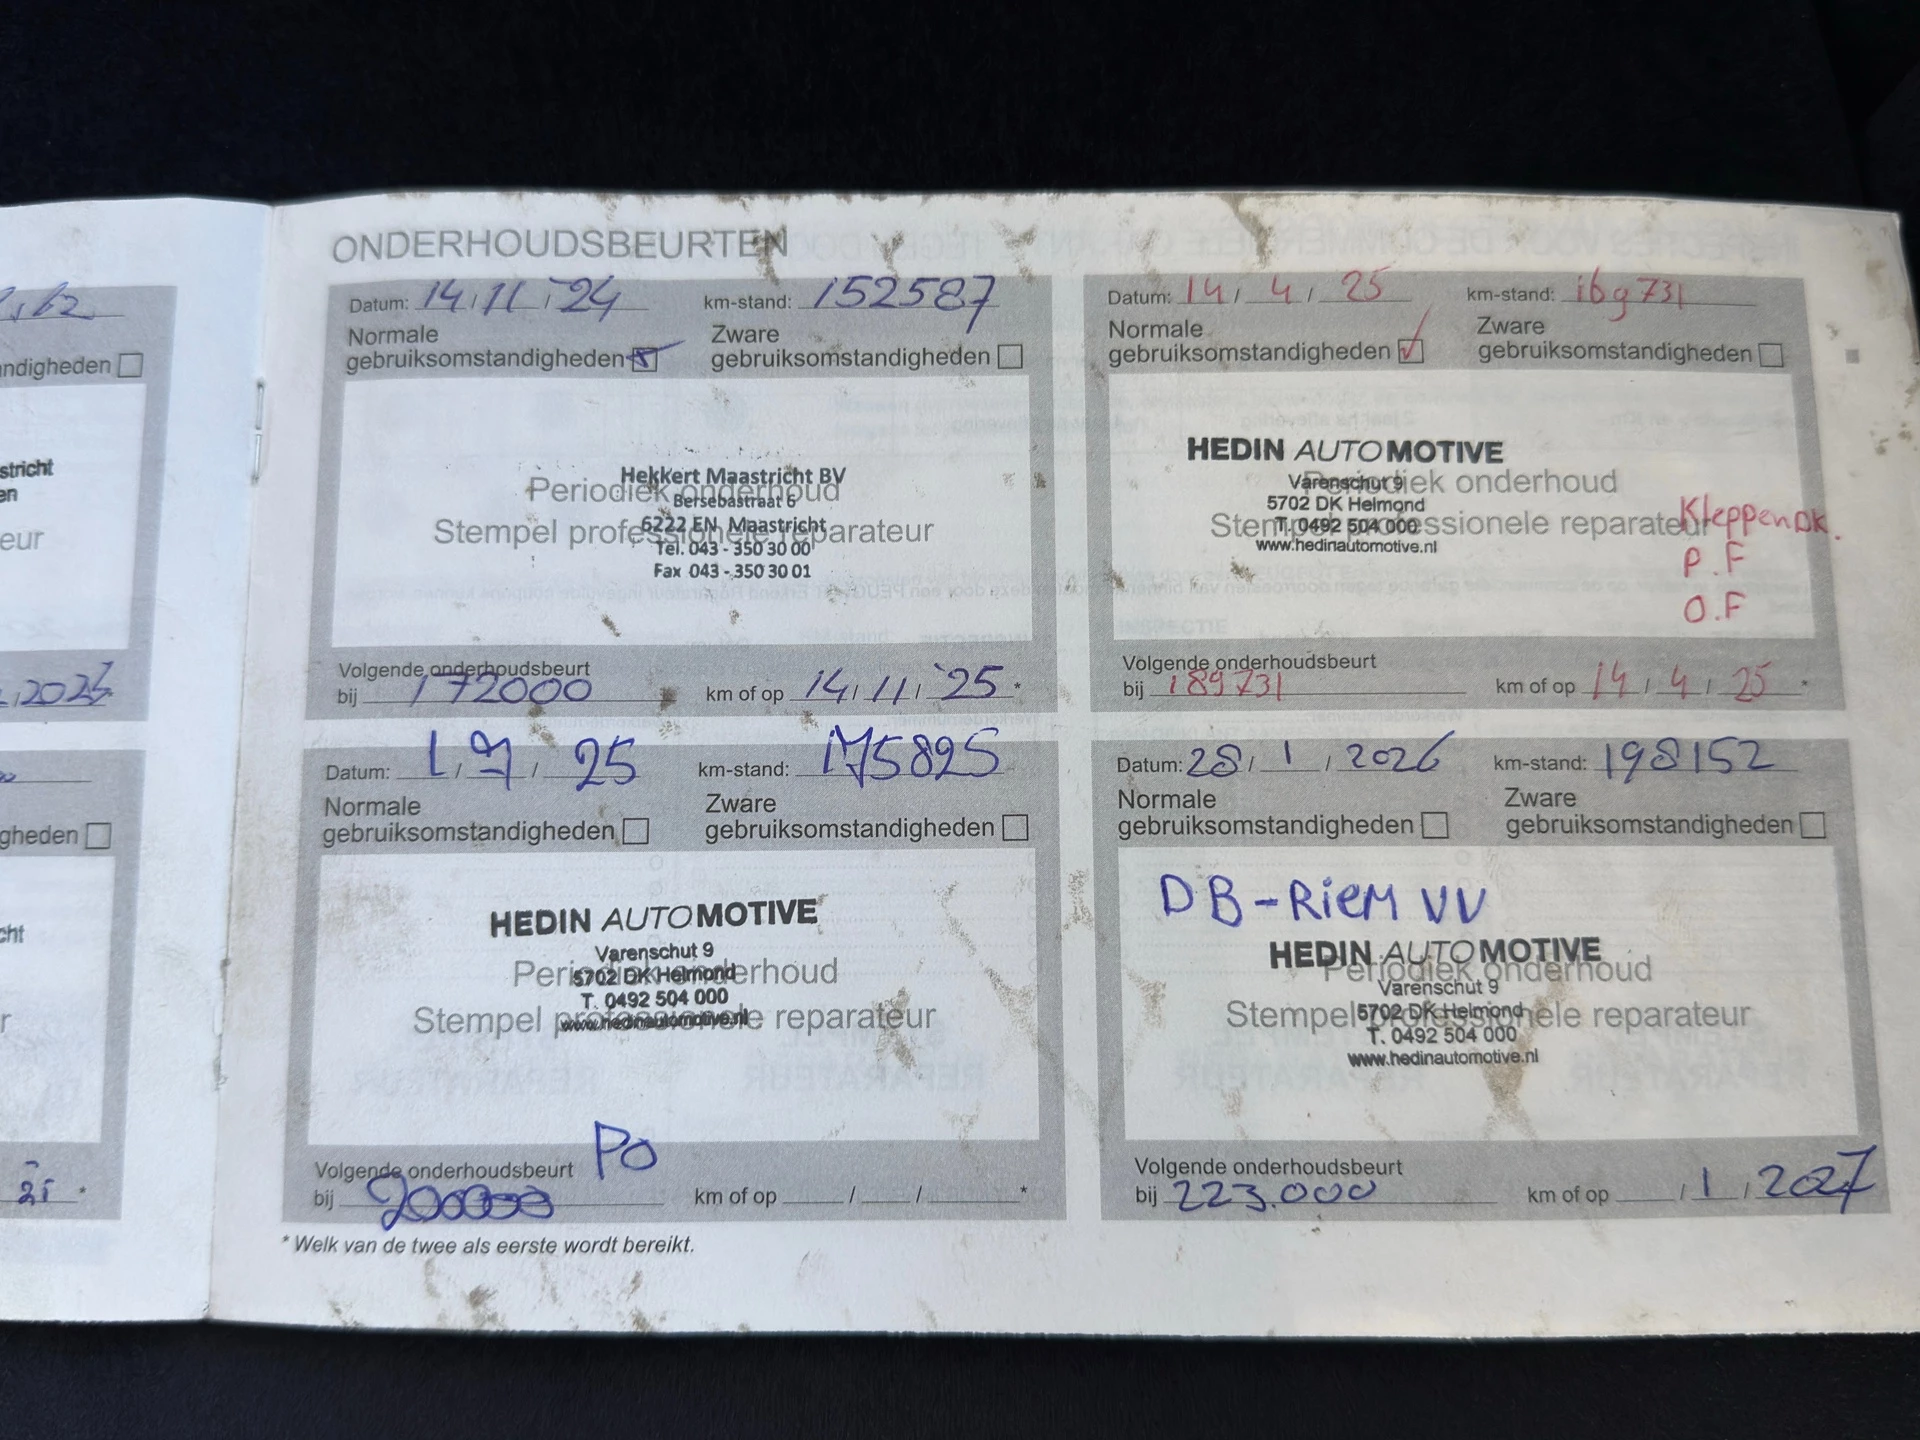 ONDERHOUDSBEURTEN
Datum: 14 / 11 / '24 km-stand: 152587
Normale gebruiksomstandigheden
Zware gebruiksomstandigheden
Hekkert Maastricht BV
Periodiek onderhoud
Bersebastraat 6
6222 EN Maastricht
Stempel professionele reparateur
Tel. 043 - 350 30 00
Fax 043 - 350 30 01
Volgende onderhoudsbeurt
bij 172000 km of op 14 / 11 / '25 *
Datum: 14 / 4 / 25 km-stand: 169731
Normale gebruiksomstandigheden
Zware gebruiksomstandigheden
HEDIN AUTOMOTIVE
Varenschut 9
Periodiek onderhoud
5702 DK Helmond
T. 0492 504 000
Stempel professionele reparateur
www.hedinautomotive.nl
Kleppendk.
P.F
O.F
Volgende onderhoudsbeurt
bij 189731 km of op 14 / 4 / 25 *
Datum: 1 / 9 / 25 km-stand: 175825
Normale gebruiksomstandigheden
Zware gebruiksomstandigheden
HEDIN AUTOMOTIVE
Varenschut 9
Periodiek onderhoud
5702 DK Helmond
T. 0492 504 000
Stempel professionele reparateur
www.hedinautomotive.nl
PO
Volgende onderhoudsbeurt
bij 200000 km of op / / *
Datum: 28 / 1 / 2026 km-stand: 198152
Normale gebruiksomstandigheden
Zware gebruiksomstandigheden
DB-RiEM VV
HEDIN AUTOMOTIVE
Periodiek onderhoud
Varenschut 9
5702 DK Helmond
Stempel professionele reparateur
T. 0492 504 000
www.hedinautomotive.nl
Volgende onderhoudsbeurt
bij 223.000 km of op / 1 / 2027
* Welk van de twee als eerste wordt bereikt.